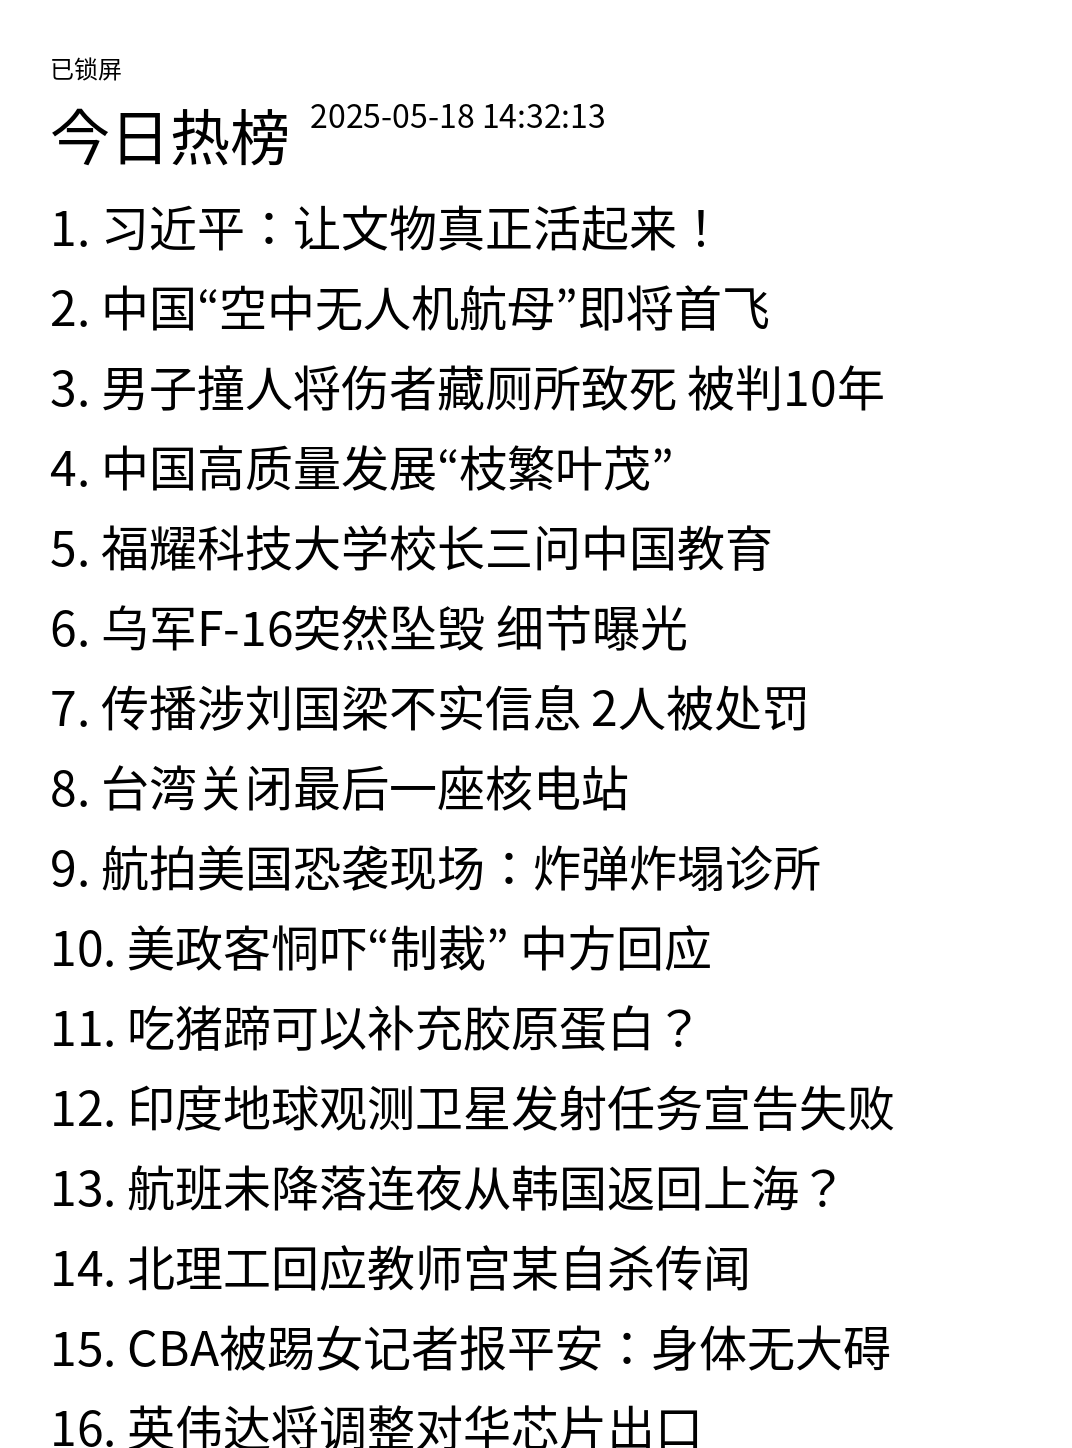 已锁屏
今日热榜 2025-05-18 14:32:13
1. 习近平：让文物真正活起来！
2. 中国“空中无人机航母”即将首飞
3. 男子撞人将伤者藏厕所致死 被判10年
4. 中国高质量发展“枝繁叶茂”
5. 福耀科技大学校长三问中国教育
6. 乌军F-16突然坠毁 细节曝光
7. 传播涉刘国梁不实信息 2人被处罚
8. 台湾关闭最后一座核电站
9. 航拍美国恐袭现场：炸弹炸塌诊所
10. 美政客恫吓“制裁” 中方回应
11. 吃猪蹄可以补充胶原蛋白？
12. 印度地球观测卫星发射任务宣告失败
13. 航班未降落连夜从韩国返回上海？
14. 北理工回应教师宫某自杀传闻
15. CBA被踢女记者报平安：身体无大碍
16. 英伟达将调整对华芯片出口